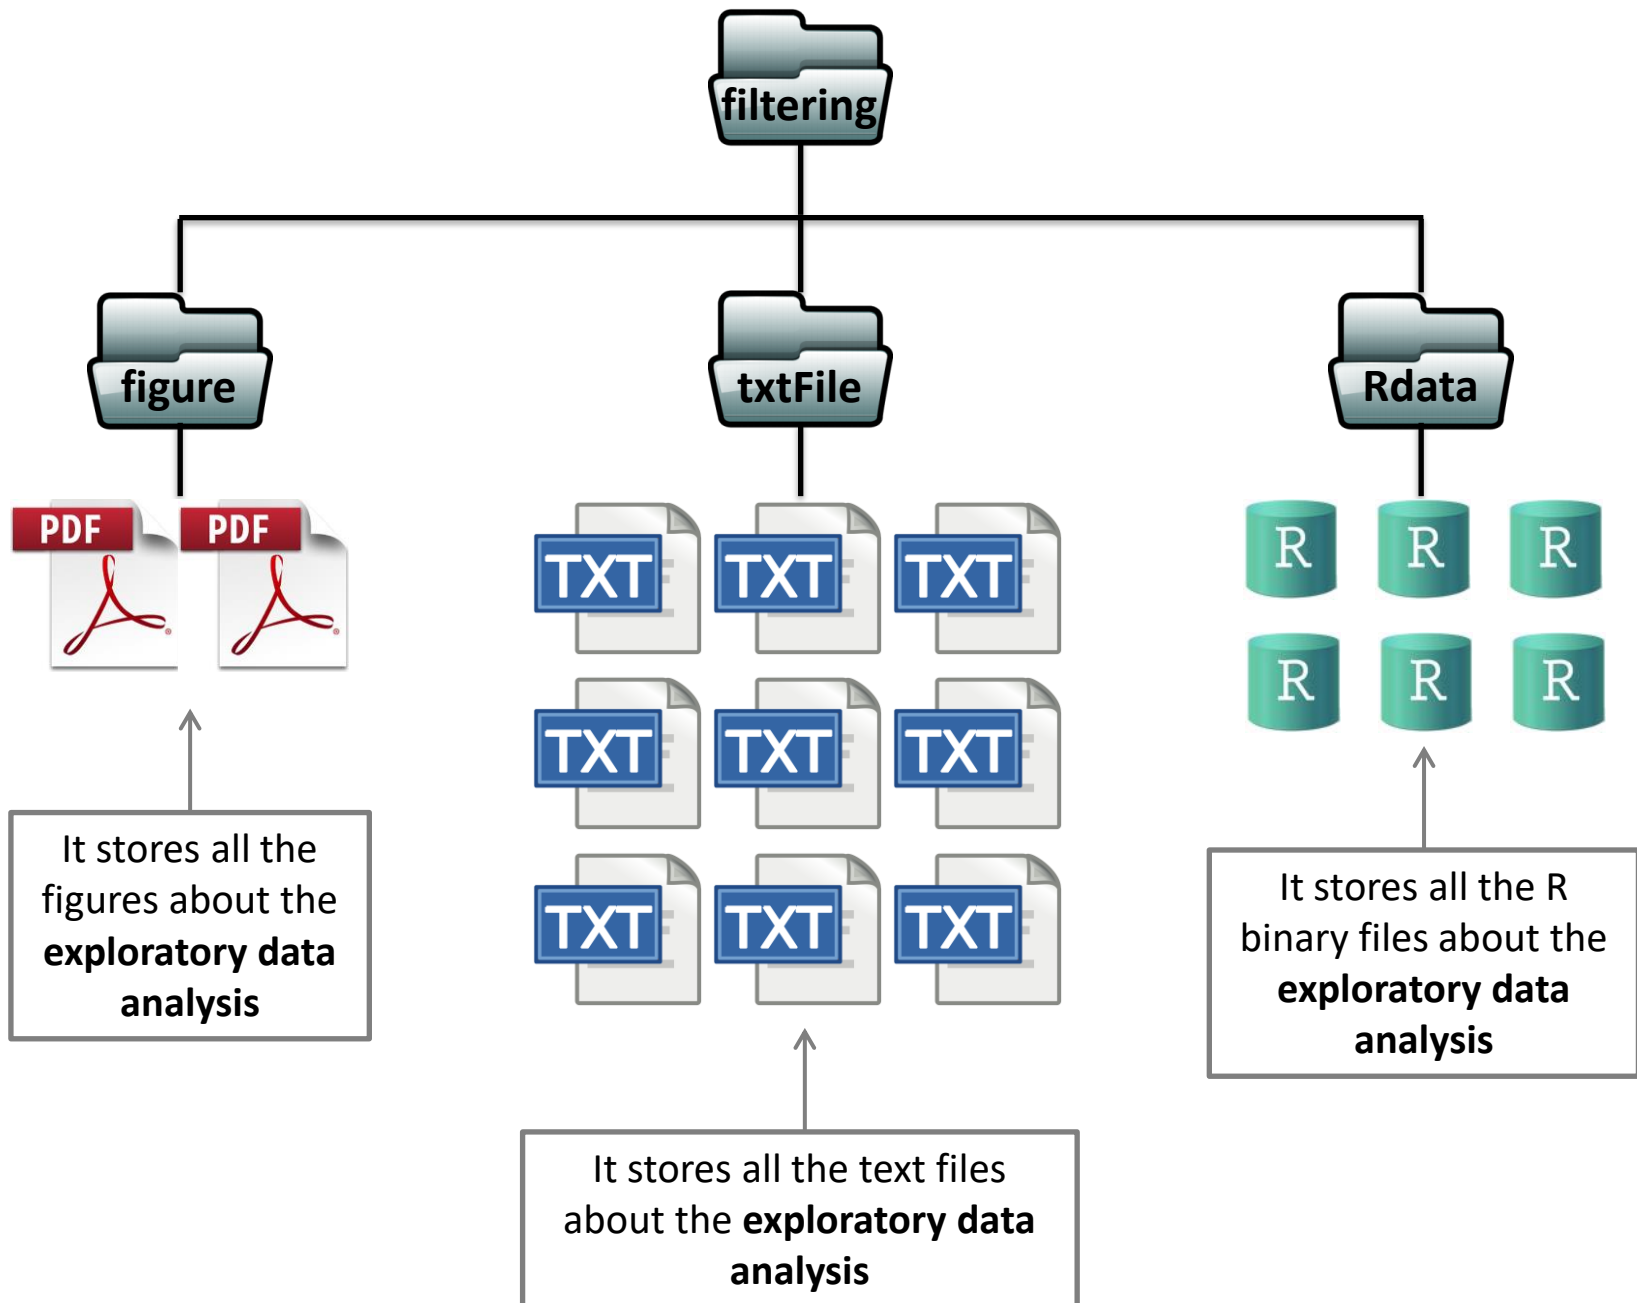 filtering
figure
txtFile
Rdata
PDF
PDF
TXT
TXT
TXT
R
R
R
R
R
R
TXT
TXT
TXT
TXT
TXT
TXT
It stores all the
figures about the
exploratory data
analysis
It stores all the R
binary files about the
exploratory data
analysis
It stores all the text files
about the exploratory data
analysis